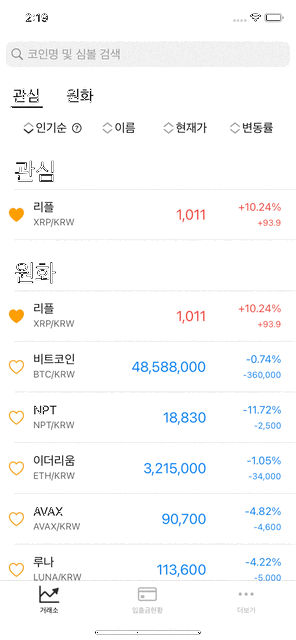 2:19
코인명 및 심볼 검색
관심 원화
인기순 ? 이름 현재가 변동률
관심
리플 1,011 +10.24%
XRP/KRW +93.9
원화
리플 1,011 +10.24%
XRP/KRW +93.9
비트코인 48,588,000 -0.74%
BTC/KRW -360,000
NPT 18,830 -11.72%
NPT/KRW -2,500
이더리움 3,215,000 -1.05%
ETH/KRW -34,000
AVAX 90,700 -4.82%
AVAX/KRW -4,600
루나 113,600 -4.22%
LUNA/KRW -5,000
거래소 입출금현황 더보기